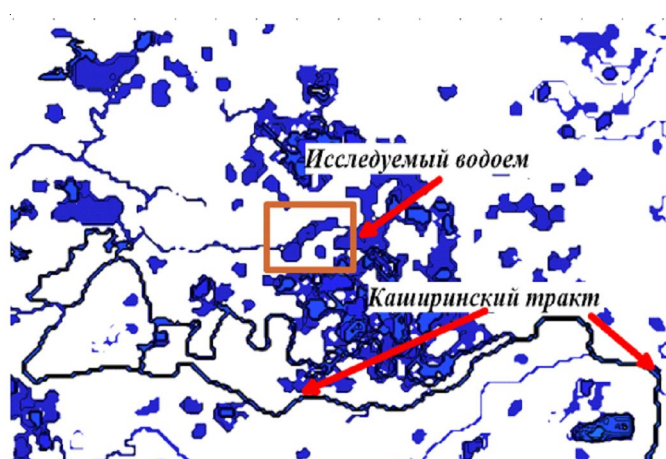 Исследуемый водоем
Каширинский тракт